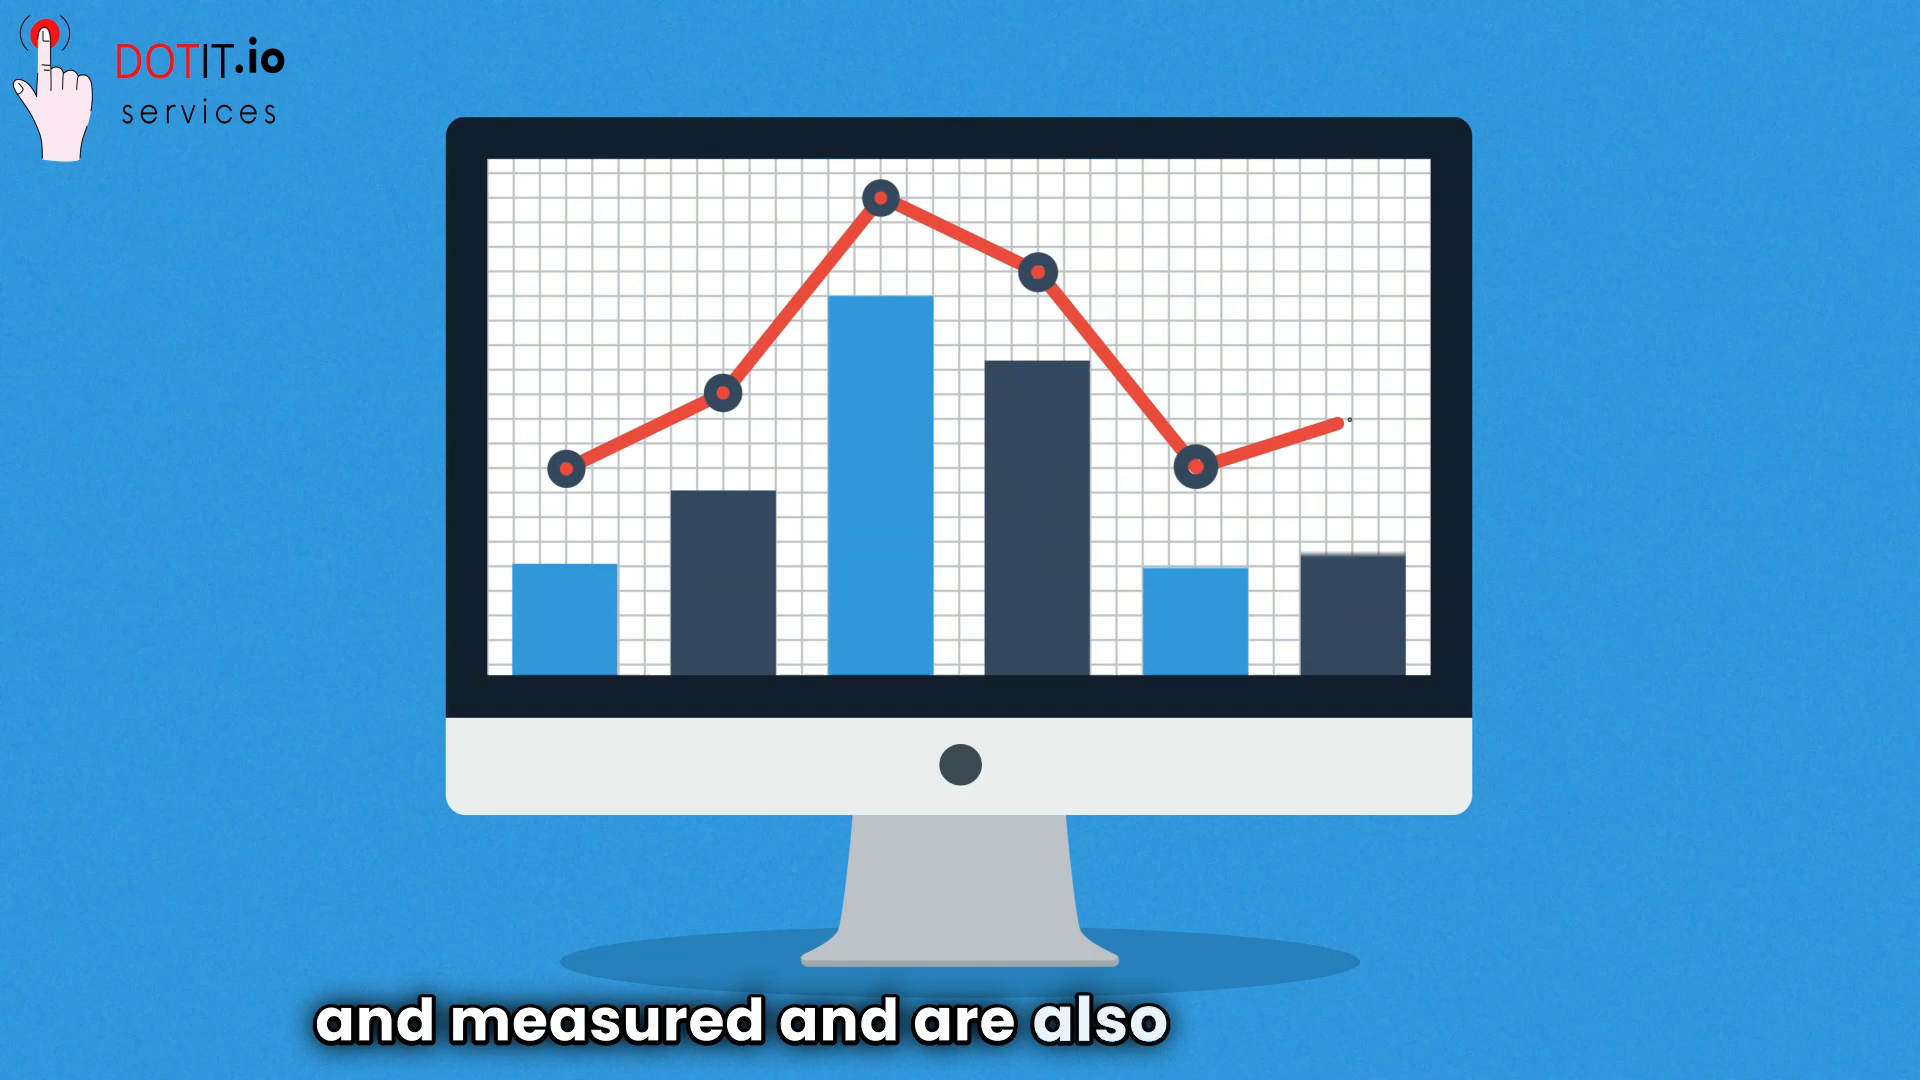 DOTIT.io
services
and measured and are also